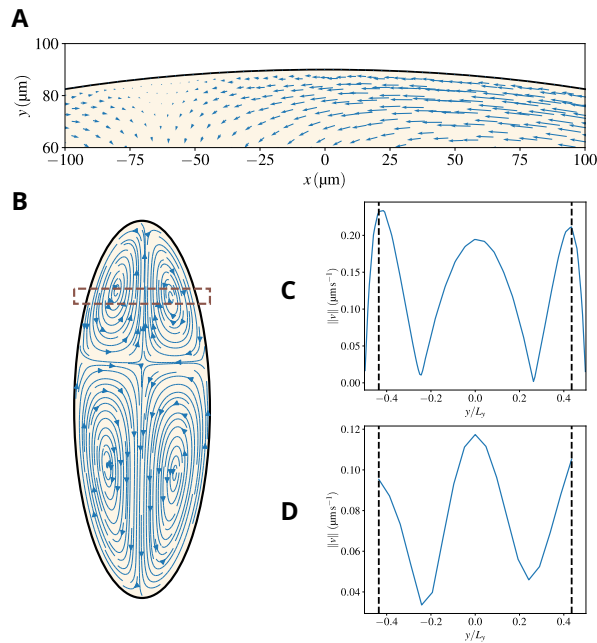 A
100
80
60
y (μm)
−100 −75 −50 −25 0 25 50 75 100
x (μm)
B
C
0.20
0.15
0.10
0.05
0.00
‖v‖ (μm s⁻¹)
−0.4 −0.2 0.0 0.2 0.4
y/Ly
D
0.12
0.10
0.08
0.06
0.04
‖v‖ (μm s⁻¹)
−0.4 −0.2 0.0 0.2 0.4
y/Ly